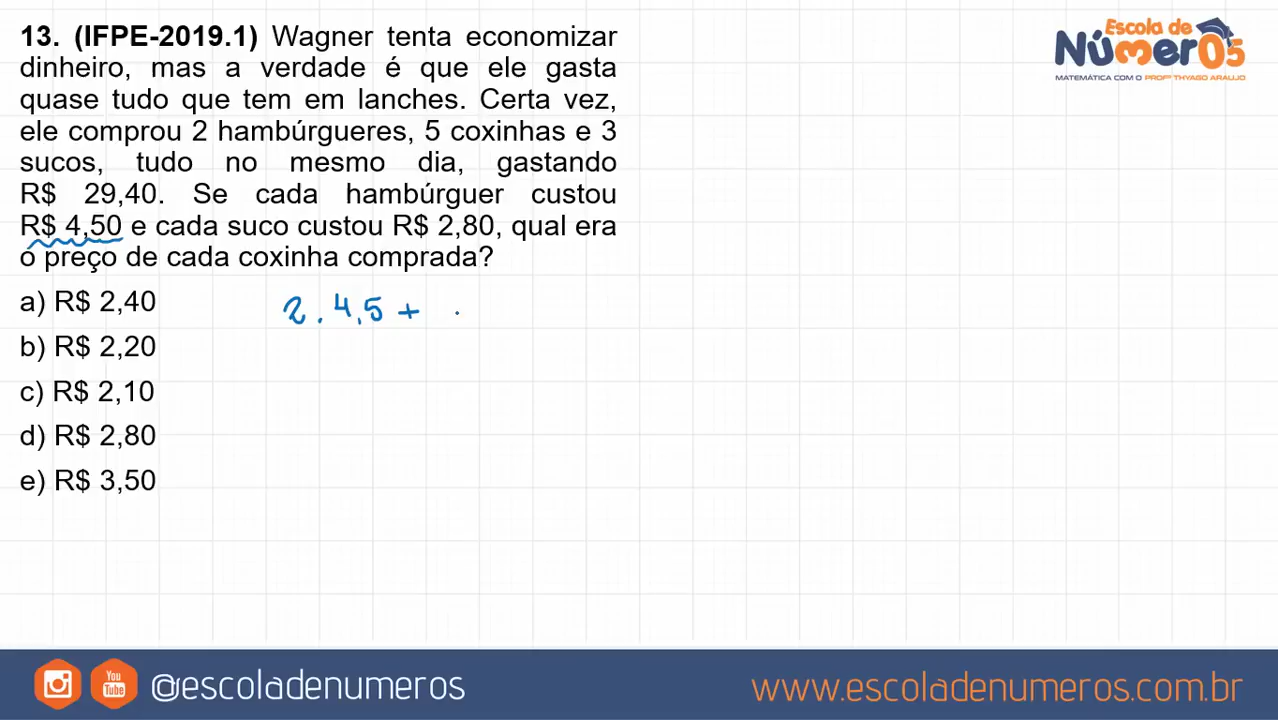 13. (IFPE-2019.1) Wagner tenta economizar
dinheiro, mas a verdade é que ele gasta
quase tudo que tem em lanches. Certa vez,
ele comprou 2 hambúrgueres, 5 coxinhas e 3
sucos, tudo no mesmo dia, gastando
R$ 29,40. Se cada hambúrguer custou
R$ 4,50 e cada suco custou R$ 2,80, qual era
o preço de cada coxinha comprada?
a) R$ 2,40
b) R$ 2,20
c) R$ 2,10
d) R$ 2,80
e) R$ 3,50
2 . 4,5 +
Escola de
NúmerOs
MATEMÁTICA COM O PROFº THYAGO ARAÚJO
You
Tube
@escoladenumeros
www.escoladenumeros.com.br